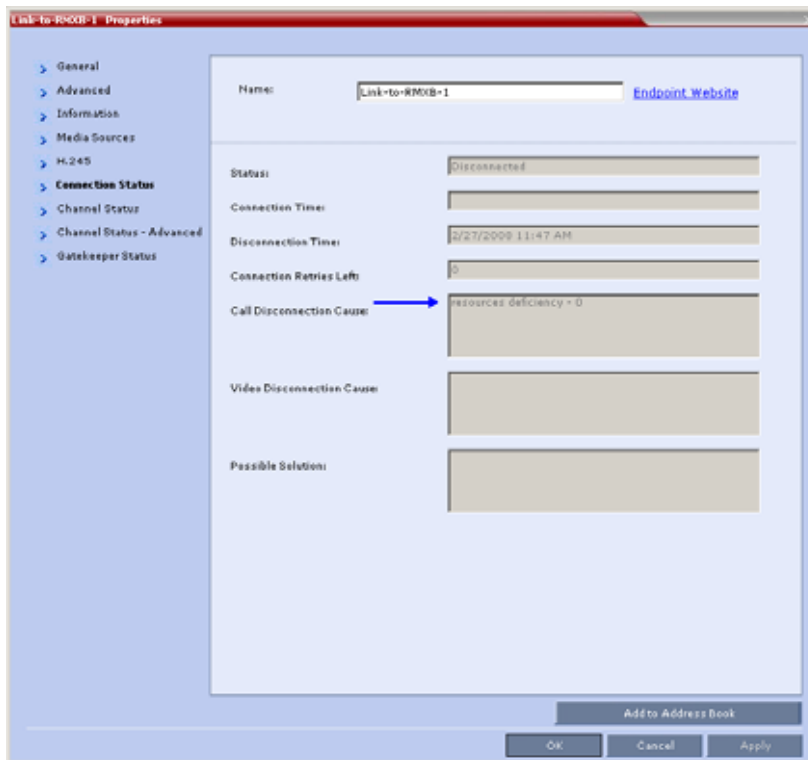 Link-to-RMXB-1 Properties
General
Advanced
Information
Media Sources
H.245
Connection Status
Channel Status
Channel Status - Advanced
Gatekeeper Status
Name: Link-to-RMXB-1 Endpoint Website
Status: Disconnected
Connection Time:
Disconnection Time: 2/27/2008 11:47 AM
Connection Retries Left: 0
Call Disconnection Cause: resources deficiency - 0
Video Disconnection Cause:
Possible Solution:
Add to Address Book
OK Cancel Apply